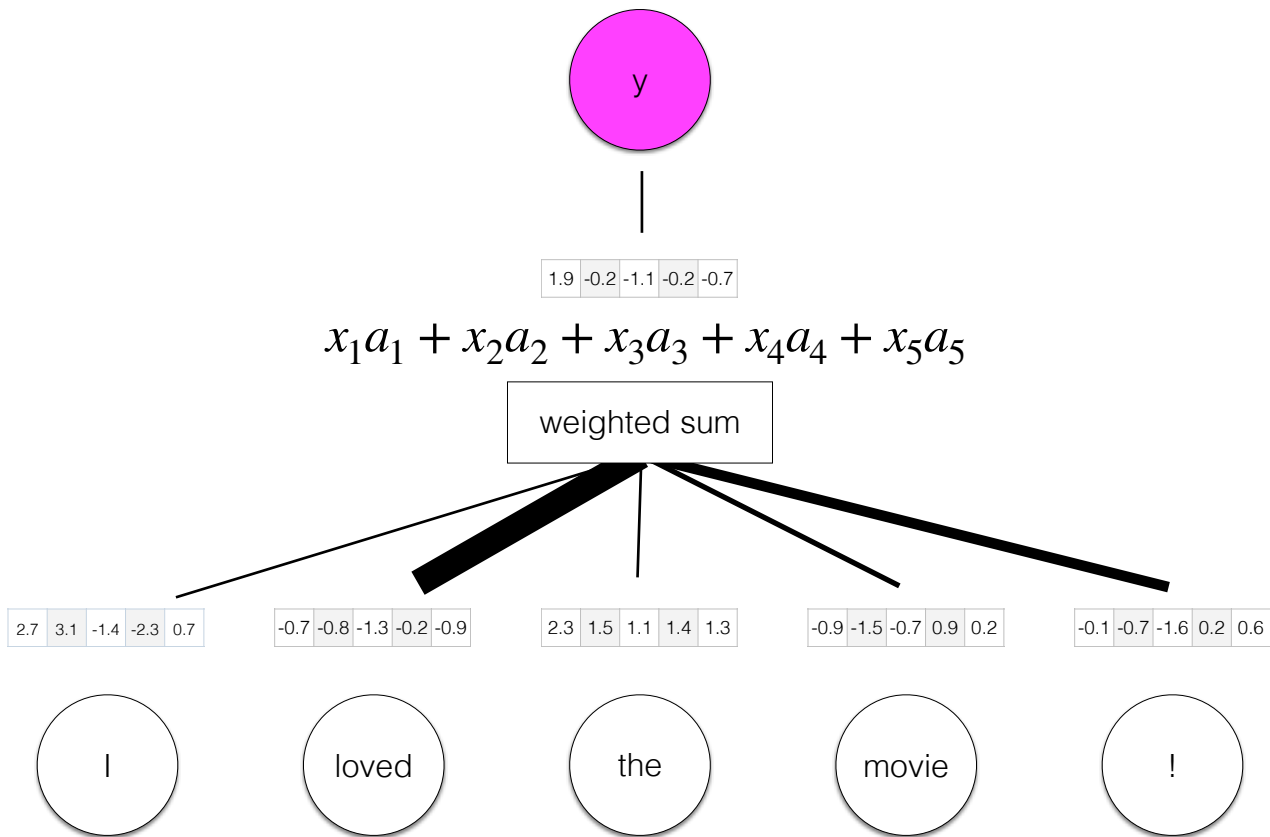 y
1.9 -0.2 -1.1 -0.2 -0.7
x₁a₁ + x₂a₂ + x₃a₃ + x₄a₄ + x₅a₅
weighted sum
2.7 3.1 -1.4 -2.3 0.7 -0.7 -0.8 -1.3 -0.2 -0.9 2.3 1.5 1.1 1.4 1.3 -0.9 -1.5 -0.7 0.9 0.2 -0.1 -0.7 -1.6 0.2 0.6
I loved the movie !